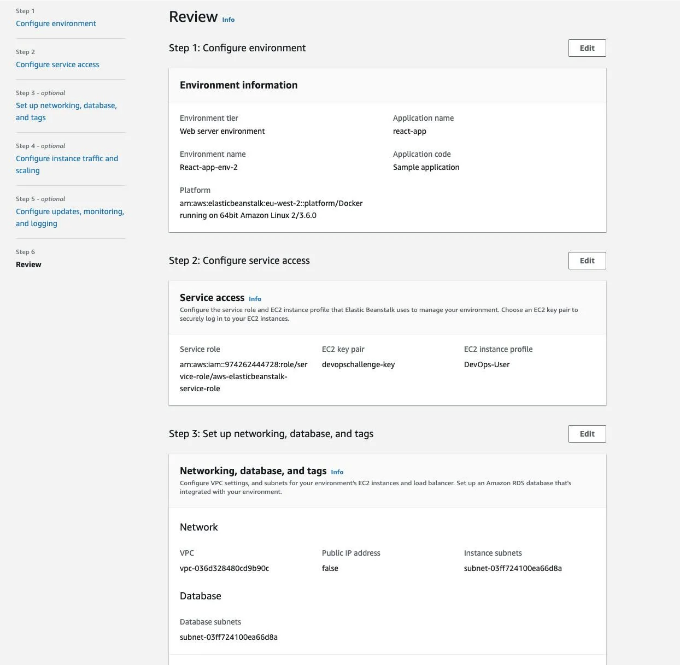 Step 1
Configure environment
Step 2
Configure service access
Step 3 - optional
Set up networking, database,
and tags
Step 4 - optional
Configure instance traffic and
scaling
Step 5 - optional
Configure updates, monitoring,
and logging
Step 6
Review
Review Info
Step 1: Configure environment
Edit
Environment information
Environment tier
Application name
Web server environment
react-app
Environment name
Application code
React-app-env-2
Sample application
Platform
arn:aws:elasticbeanstalk:eu-west-2::platform/Docker
running on 64bit Amazon Linux 2/3.6.0
Step 2: Configure service access
Edit
Service access Info
Configure the service role and EC2 instance profile that Elastic Beanstalk uses to manage your environment. Choose an EC2 key pair to
securely log in to your EC2 instances.
Service role
EC2 key pair
EC2 instance profile
arn:aws:iam::974262444728:role/ser
vice-role/aws-elasticbeanstalk-
service-role
devopschallenge-key
DevOps-User
Step 3: Set up networking, database, and tags
Edit
Networking, database, and tags Info
Configure VPC settings, and subnets for your environment's EC2 instances and load balancer. Set up an Amazon RDS database that's
integrated with your environment.
Network
VPC
Public IP address
Instance subnets
vpc-036d328480cd9b90c
false
subnet-03ff724100ea66d8a
Database
Database subnets
subnet-03ff724100ea66d8a